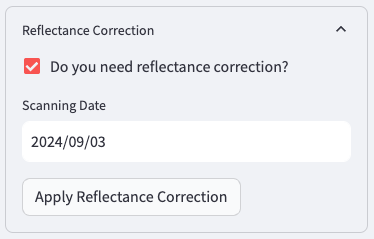 Reflectance Correction
Do you need reflectance correction?
Scanning Date
2024/09/03
Apply Reflectance Correction